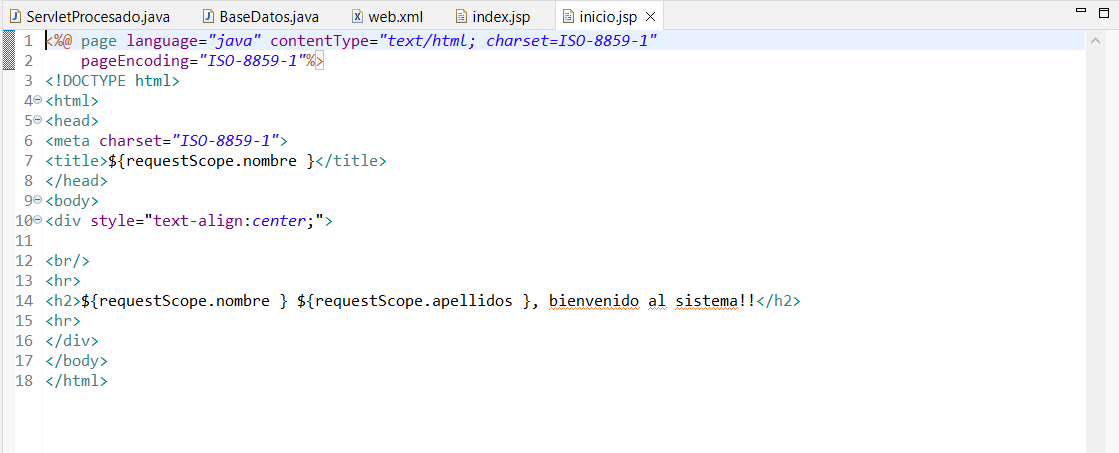 ServletProcesado.java BaseDatos.java web.xml index.jsp inicio.jsp
1 <%@ page language="java" contentType="text/html; charset=ISO-8859-1"
2     pageEncoding="ISO-8859-1"%>
3 <!DOCTYPE html>
4 <html>
5 <head>
6 <meta charset="ISO-8859-1">
7 <title>${requestScope.nombre }</title>
8 </head>
9 <body>
10 <div style="text-align:center;">
11
12 <br/>
13 <hr>
14 <h2>${requestScope.nombre } ${requestScope.apellidos }, bienvenido al sistema!!</h2>
15 <hr>
16 </div>
17 </body>
18 </html>